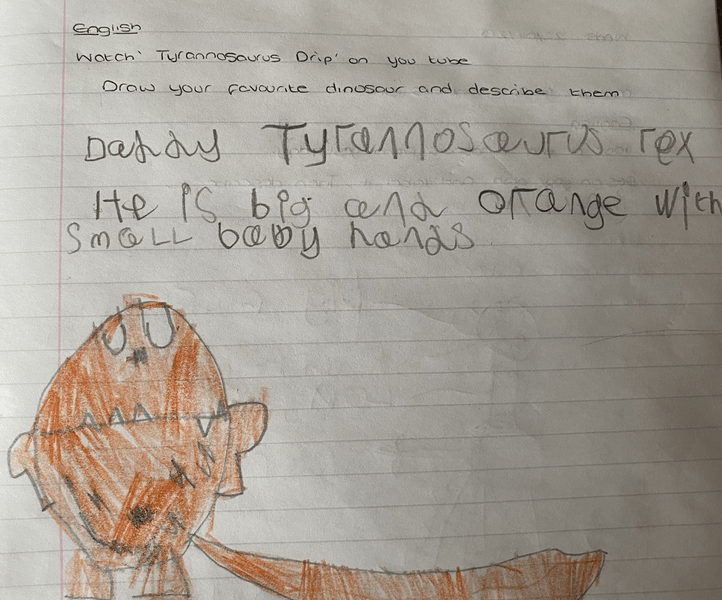 English
Watch 'Tyrannosaurus Drip' on you tube
Draw your favourite dinosaur and describe them
Daddy Tyrannosaurus rex
He is big and orange with
small baby hands